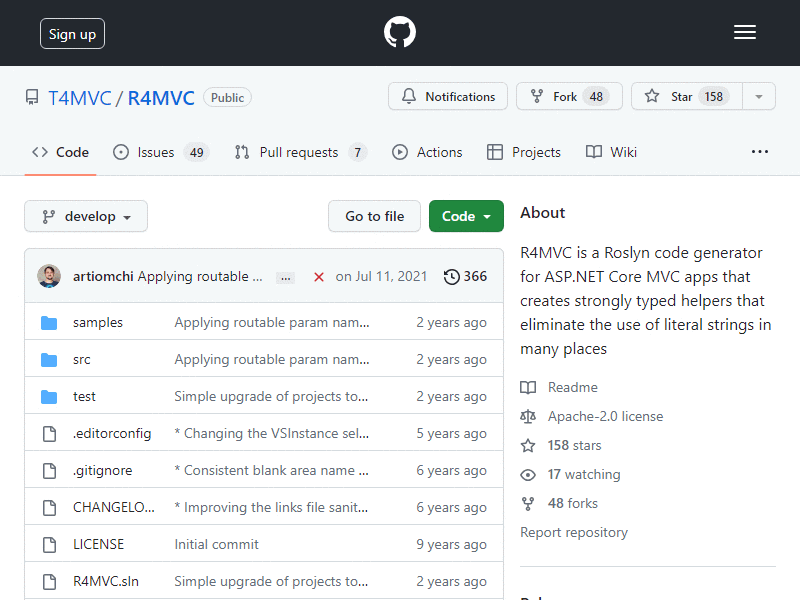 Sign up
T4MVC / R4MVC Public
Notifications Fork 48 Star 158
Code Issues 49 Pull requests 7 Actions Projects Wiki
develop Go to file Code
artiomchi Applying routable ... ... on Jul 11, 2021 366
samples Applying routable param nam... 2 years ago
src Applying routable param nam... 2 years ago
test Simple upgrade of projects to... 2 years ago
.editorconfig * Changing the VSInstance sel... 5 years ago
.gitignore * Consistent blank area name ... 6 years ago
CHANGELO... * Improving the links file sanit... 6 years ago
LICENSE Initial commit 9 years ago
R4MVC.sln Simple upgrade of projects to... 2 years ago
About
R4MVC is a Roslyn code generator
for ASP.NET Core MVC apps that
creates strongly typed helpers that
eliminate the use of literal strings in
many places
Readme
Apache-2.0 license
158 stars
17 watching
48 forks
Report repository